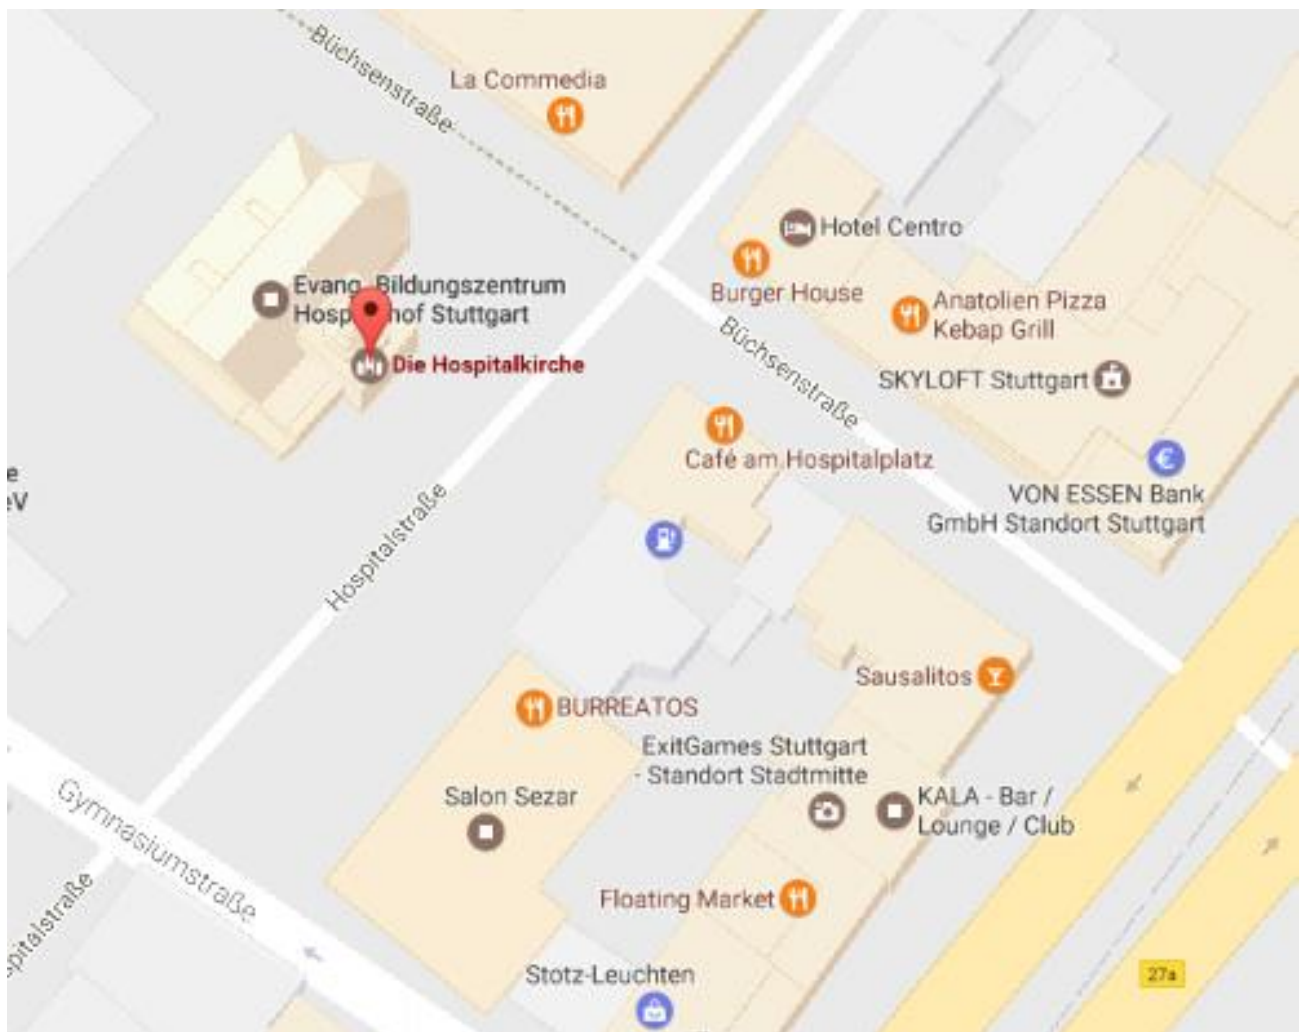 Büchsenstraße
La Commedia
Hotel Centro
Burger House
Evang. Bildungszentrum
Stuttgart
Anatolien Pizza
Kebap Grill
Die Hospitalkirche
Büchsenstraße
SKYLOFT Stuttgart
Café am Hospitalplatz
VON ESSEN Bank
GmbH Standort Stuttgart
Hospitalstraße
Sausalitos
BURREATOS
ExitGames Stuttgart
- Standort Stadtmitte
Salon Sezar
KALA - Bar /
Lounge / Club
Gymnasiumstraße
Floating Market
spitalstraße
Stotz-Leuchten
27a